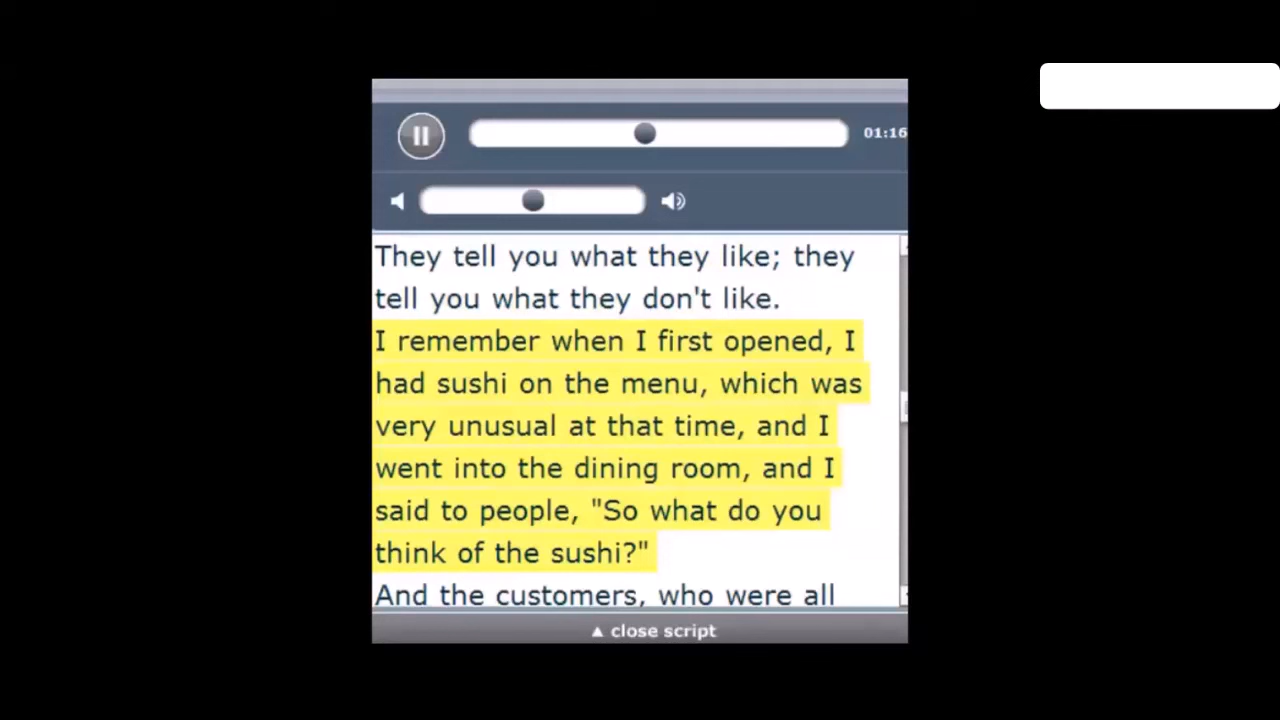 01:16
They tell you what they like; they
tell you what they don't like.
I remember when I first opened, I
had sushi on the menu, which was
very unusual at that time, and I
went into the dining room, and I
said to people, "So what do you
think of the sushi?"
And the customers, who were all
▲ close script